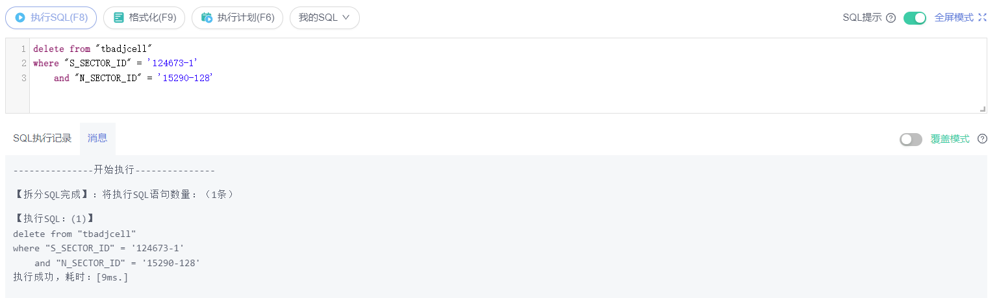 执行SQL(F8) 格式化(F9) 执行计划(F6) 我的SQL SQL提示 全屏模式
1 delete from "tbadjcell"
2 where "S_SECTOR_ID" = '124673-1'
3     and "N_SECTOR_ID" = '15290-128'
SQL执行记录 消息 覆盖模式
---------------开始执行---------------
【拆分SQL完成】：将执行SQL语句数量：（1条）
【执行SQL：(1)】
delete from "tbadjcell"
where "S_SECTOR_ID" = '124673-1'
    and "N_SECTOR_ID" = '15290-128'
执行成功，耗时：[9ms.]